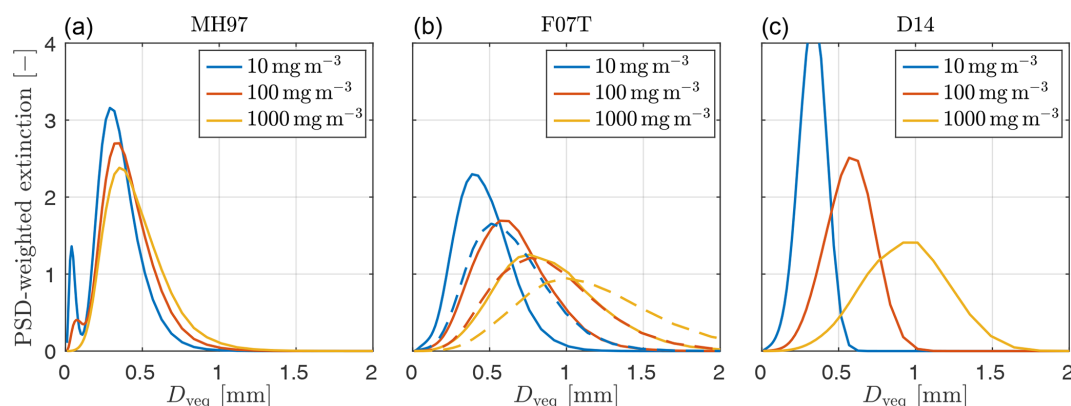 (a) MH97
PSD-weighted extinction [−]
4
3
2
1
0
10 mg m⁻³
100 mg m⁻³
1000 mg m⁻³
0 0.5 1 1.5 2
D_veq [mm]
(b) F07T
10 mg m⁻³
100 mg m⁻³
1000 mg m⁻³
0 0.5 1 1.5 2
D_veq [mm]
(c) D14
10 mg m⁻³
100 mg m⁻³
1000 mg m⁻³
0 0.5 1 1.5 2
D_veq [mm]